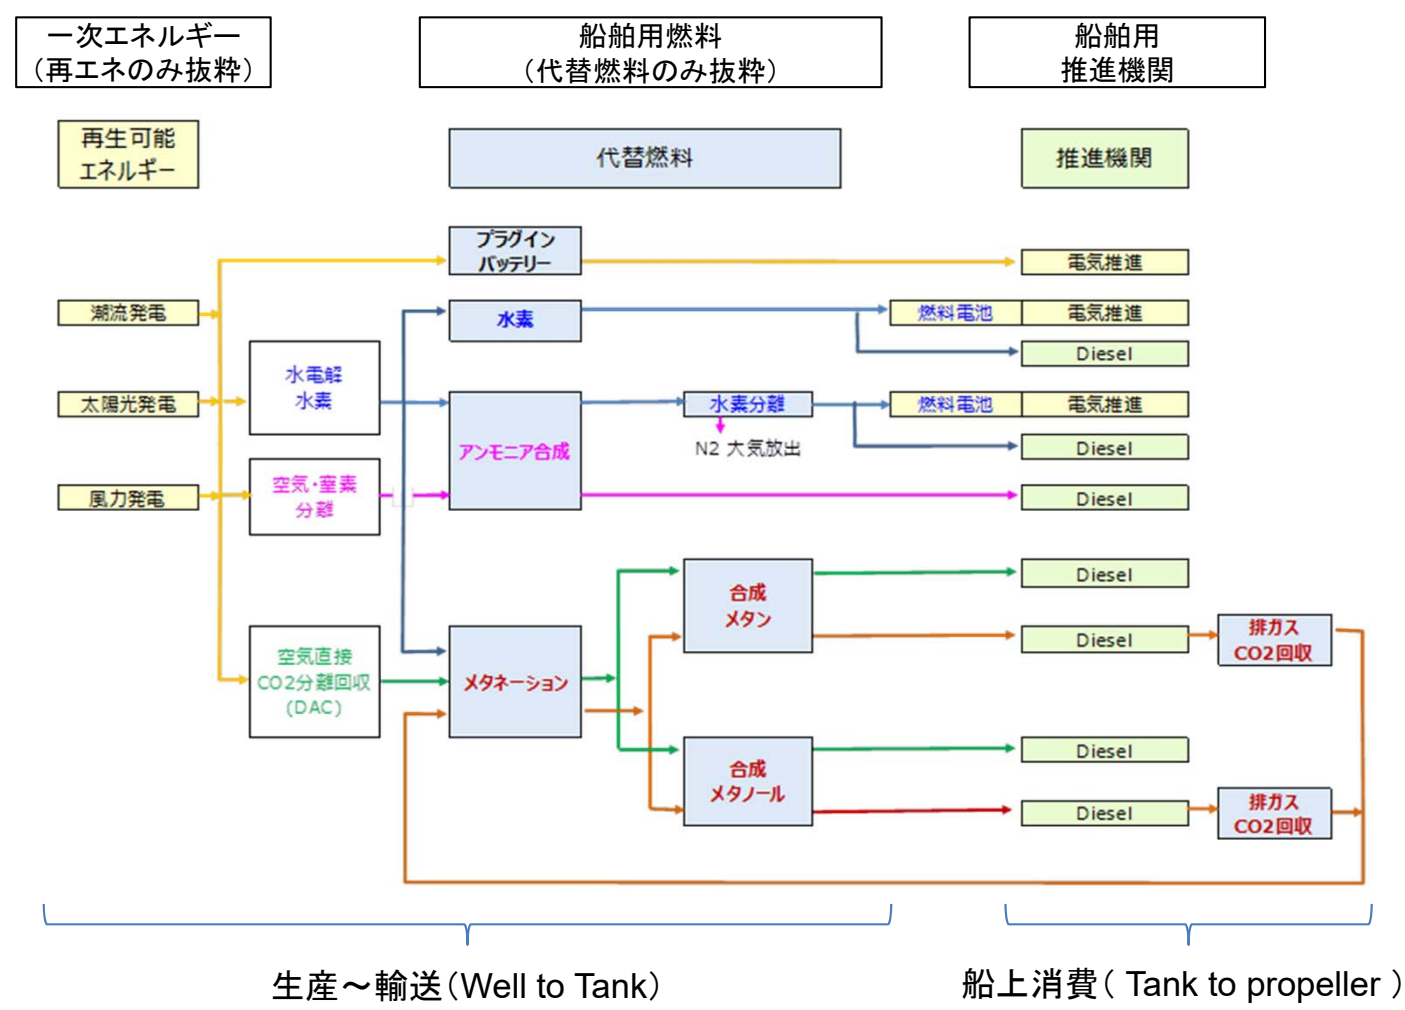 一次エネルギー
（再エネのみ抜粋）
船舶用燃料
（代替燃料のみ抜粋）
船舶用
推進機関
再生可能
エネルギー
代替燃料
推進機関
プラグイン
バッテリー
電気推進
潮流発電
水素
燃料電池
電気推進
Diesel
水電解
水素
太陽光発電
アンモニア合成
水素分離
N2 大気放出
燃料電池
電気推進
Diesel
風力発電
空気・窒素
分離
Diesel
合成
メタン
Diesel
Diesel
排ガス
CO2回収
空気直接
CO2分離回収
(DAC)
メタネーション
合成
メタノール
Diesel
Diesel
排ガス
CO2回収
生産～輸送（Well to Tank）
船上消費（ Tank to propeller ）